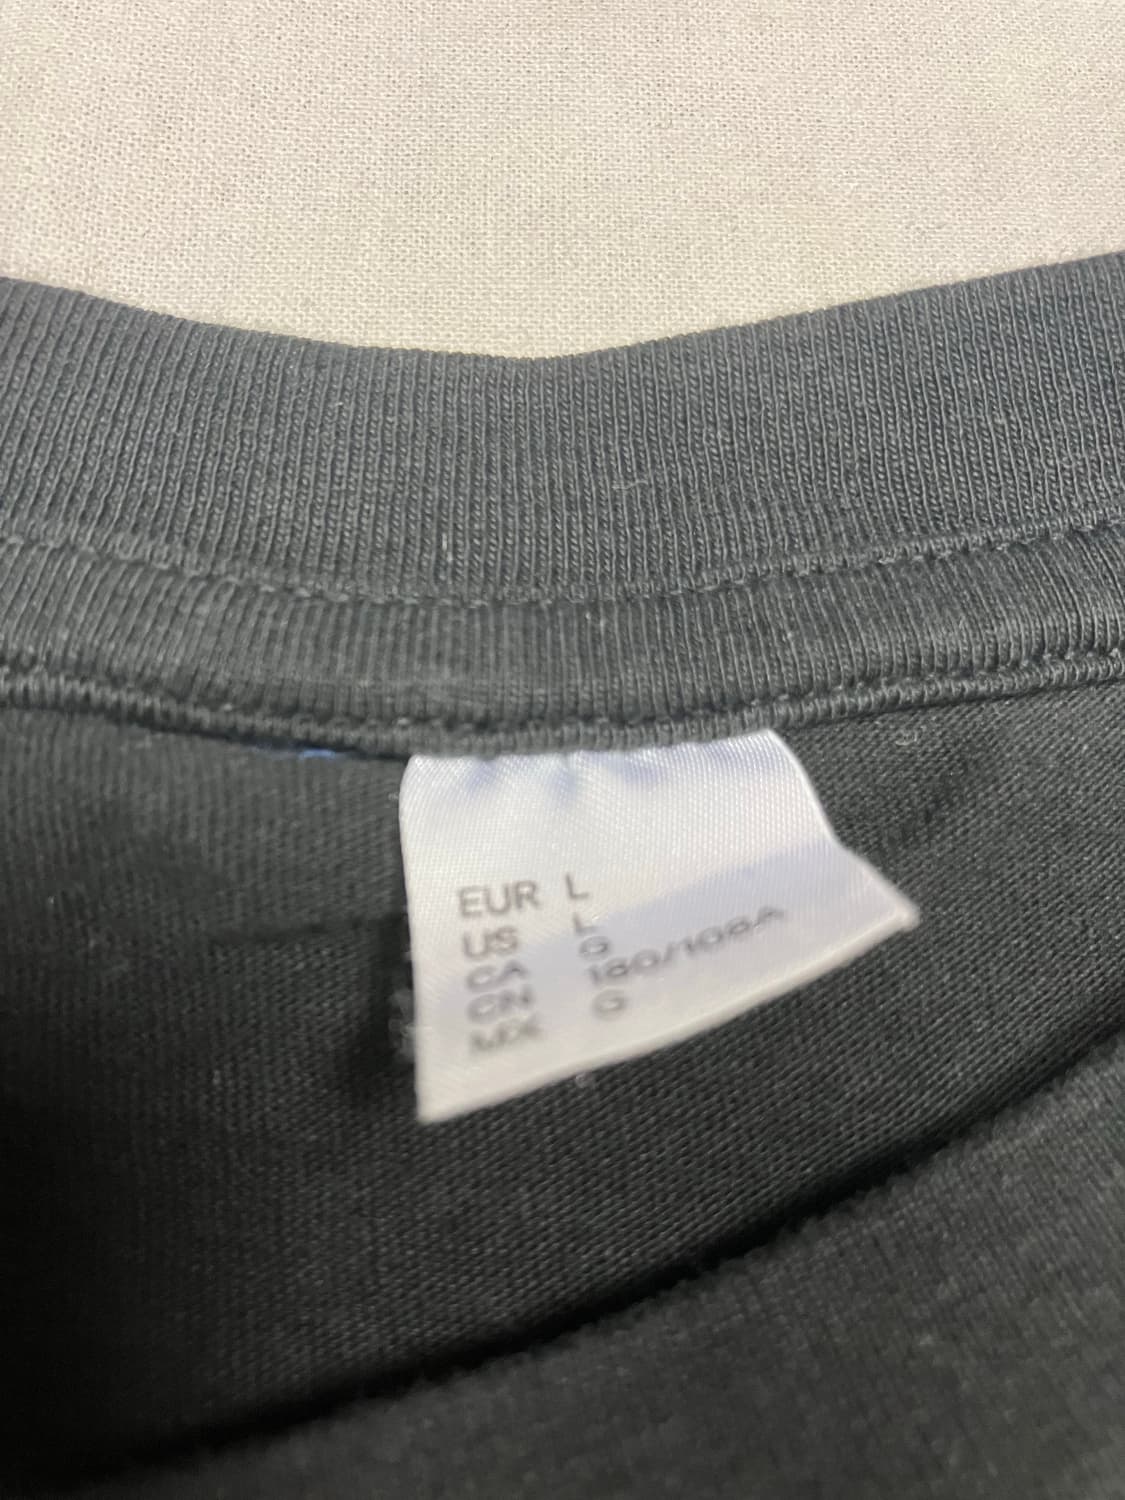 EUR L
US L
CA G
CN 180/108A
MX G